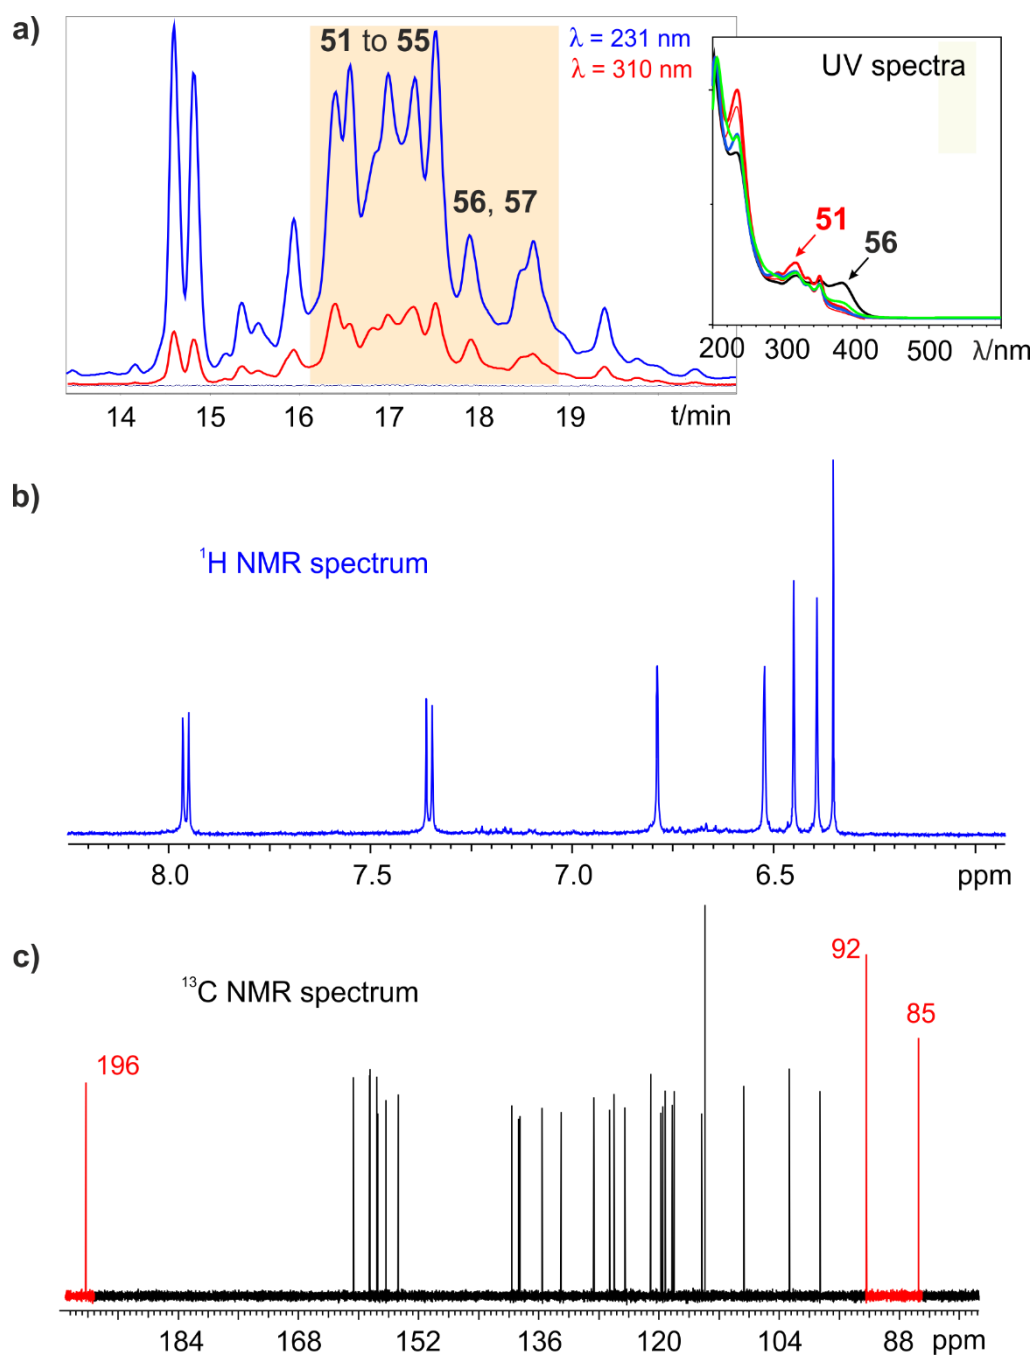 a)
51 to 55
λ = 231 nm
λ = 310 nm
56, 57
14 15 16 17 18 19 t/min
UV spectra
51
56
200 300 400 500 λ/nm
b)
¹H NMR spectrum
8.0 7.5 7.0 6.5 ppm
c)
¹³C NMR spectrum
196
92
85
184 168 152 136 120 104 88 ppm